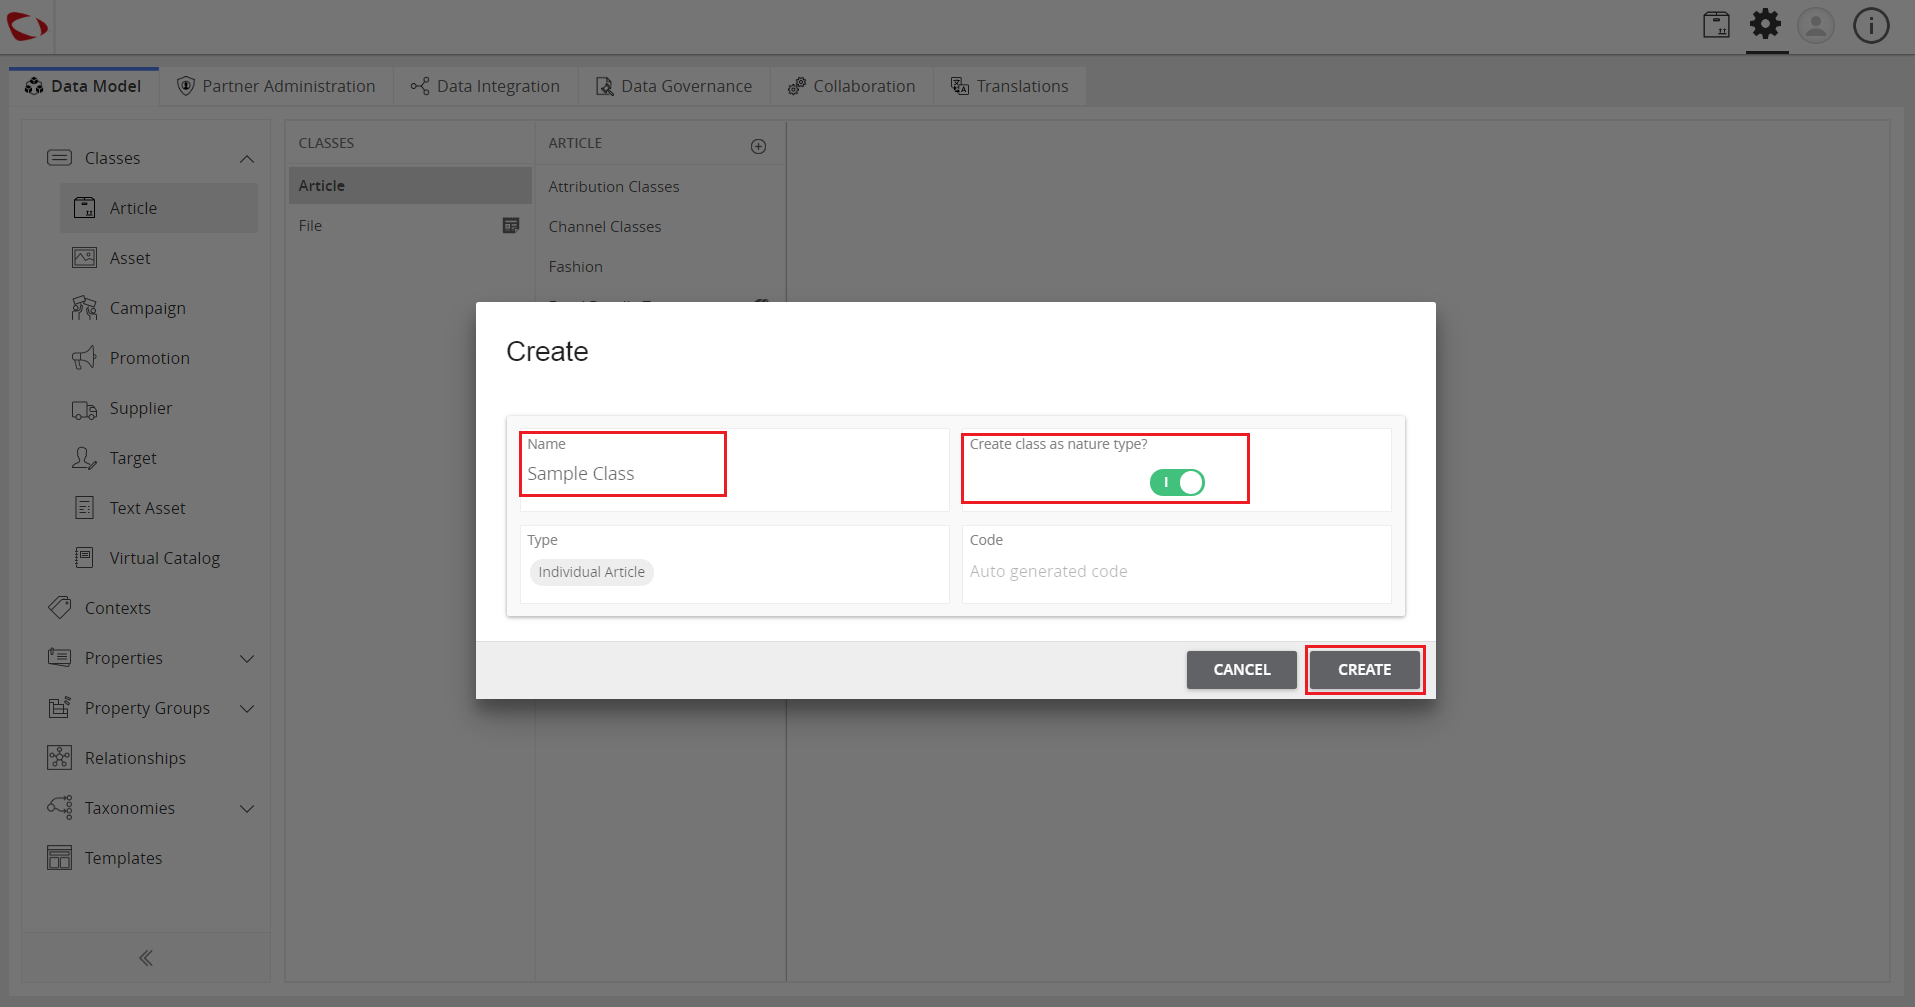 Data Model
Partner Administration
Data Integration
Data Governance
Collaboration
Translations
Classes
Article
Asset
Campaign
Promotion
Supplier
Target
Text Asset
Virtual Catalog
Contexts
Properties
Property Groups
Relationships
Taxonomies
Templates
CLASSES
Article
File
ARTICLE
Attribution Classes
Channel Classes
Fashion
Create
Name
Sample Class
Create class as nature type?
Type
Individual Article
Code
Auto generated code
CANCEL
CREATE